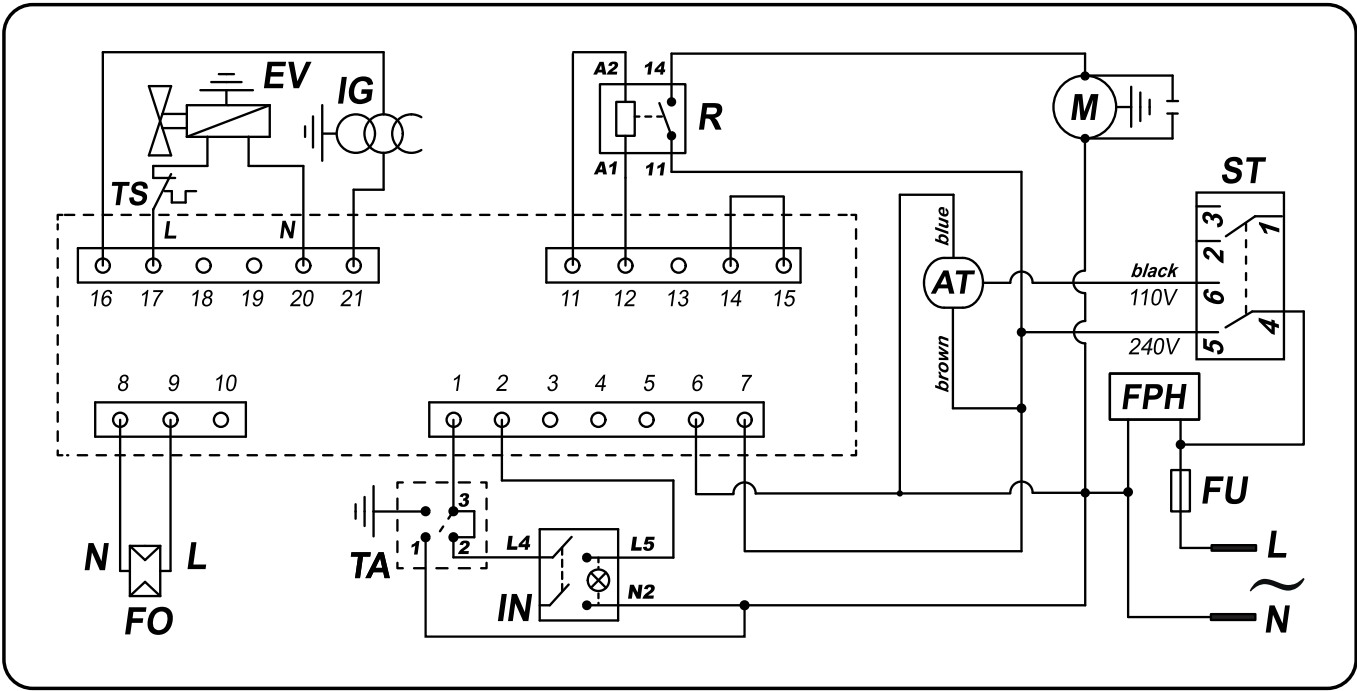 EV
IG
A2
14
R
M
ST
TS
A1
11
L
N
blue
3
1
2
AT
black
110V
6
4
16 17 18 19 20 21
11 12 13 14 15
240V
5
brown
8 9 10
1 2 3 4 5 6 7
FPH
FU
3
1
2
TA
L4
L5
N
L
L
IN
N2
FO
N